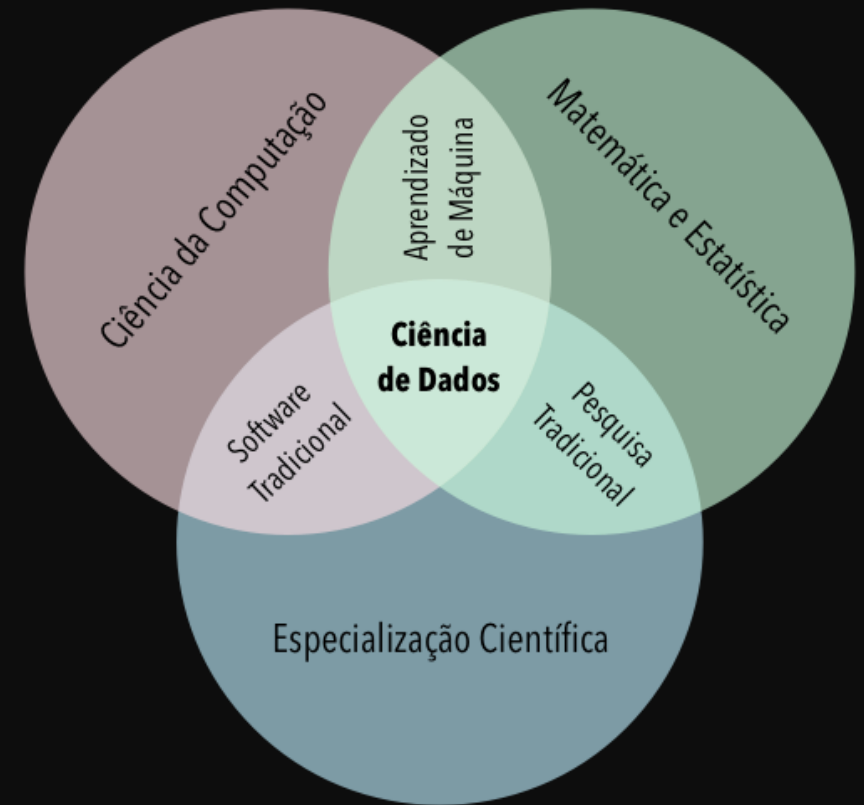 Ciência da Computação
Matemática e Estatística
Aprendizado
de Máquina
Ciência
de Dados
Software
Tradicional
Pesquisa
Tradicional
Especialização Científica